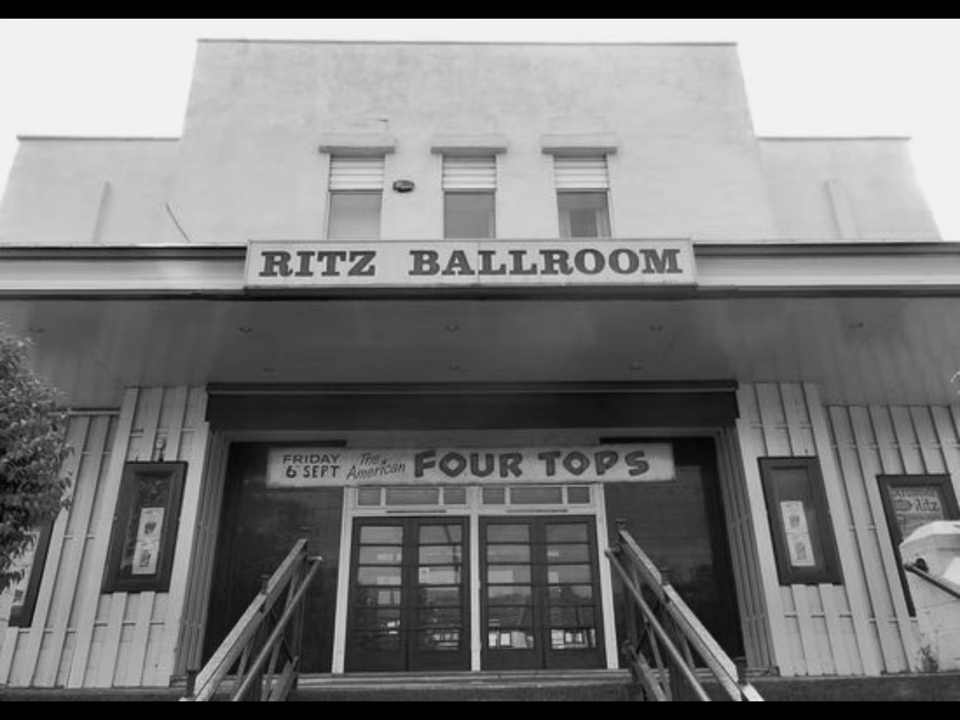 RITZ BALLROOM
FRIDAY
6th SEPT
The
American
FOUR TOPS
Ritz